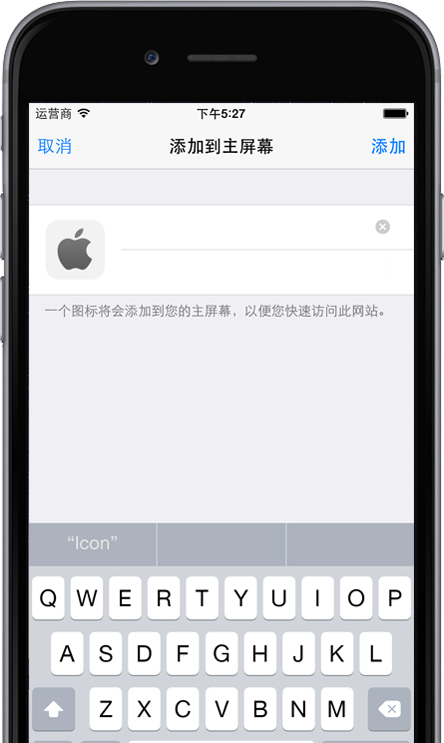 运营商 下午5:27
取消 添加到主屏幕 添加
一个图标将会添加到您的主屏幕，以便您快速访问此网站。
“Icon”
Q W E R T Y U I O P
A S D F G H J K L
Z X C V B N M